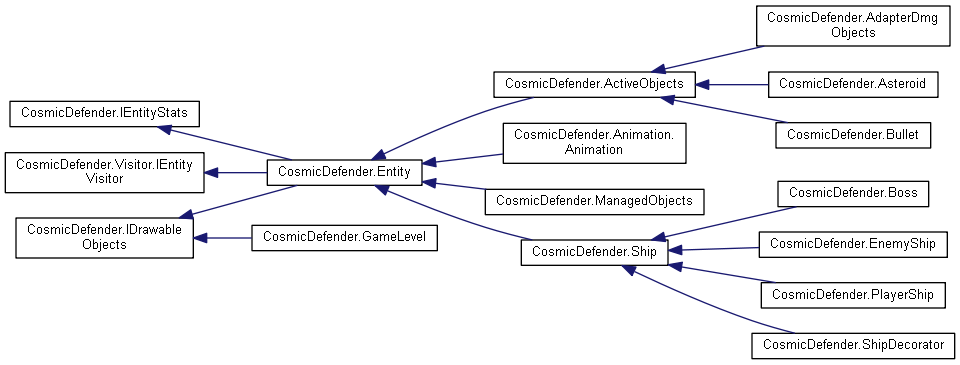 CosmicDefender.IEntityStats
CosmicDefender.Visitor.IEntity
Visitor
CosmicDefender.IDrawable
Objects
CosmicDefender.Entity
CosmicDefender.GameLevel
CosmicDefender.ActiveObjects
CosmicDefender.Animation.
Animation
CosmicDefender.ManagedObjects
CosmicDefender.Ship
CosmicDefender.AdapterDmg
Objects
CosmicDefender.Asteroid
CosmicDefender.Bullet
CosmicDefender.Boss
CosmicDefender.EnemyShip
CosmicDefender.PlayerShip
CosmicDefender.ShipDecorator